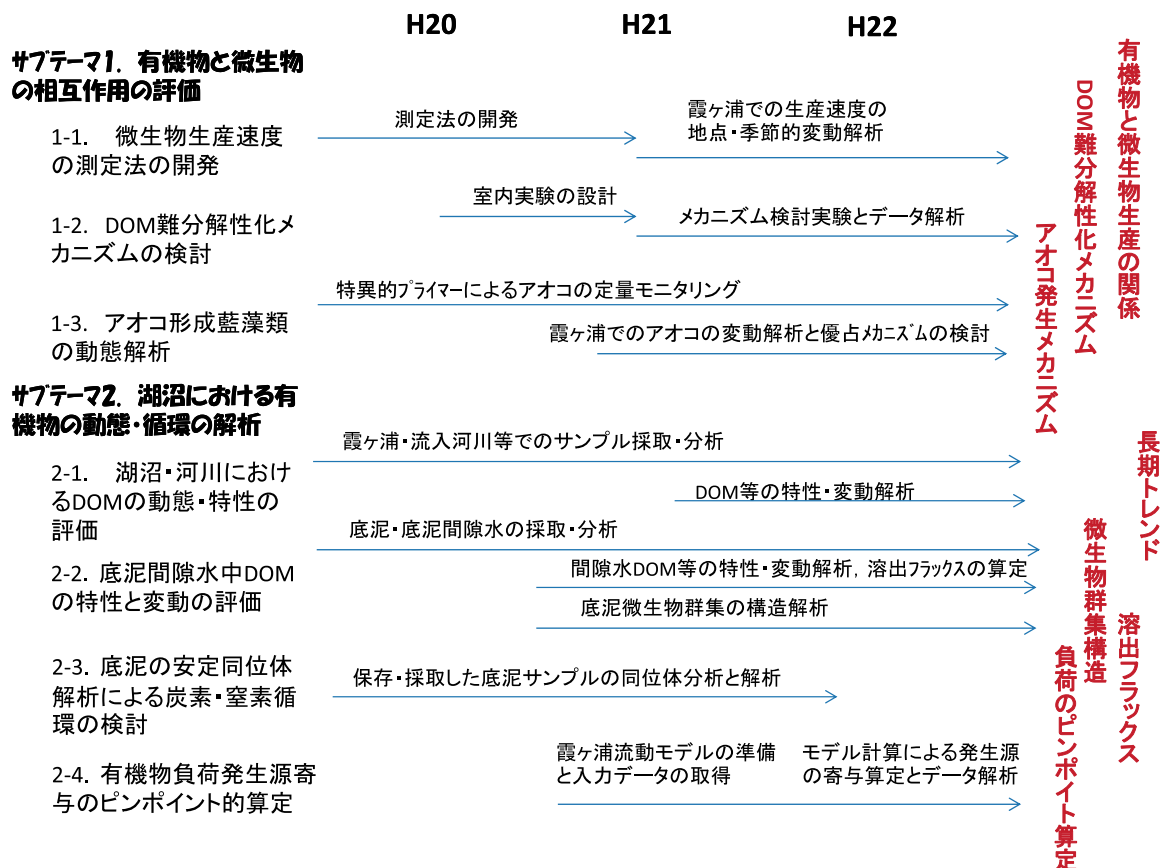 H20
H21
H22
サブテーマ1. 有機物と微生物
の相互作用の評価
1-1. 微生物生産速度
の測定法の開発
測定法の開発
霞ヶ浦での生産速度の
地点・季節的変動解析
1-2. DOM難分解性化メ
カニズムの検討
室内実験の設計
メカニズム検討実験とデータ解析
1-3. アオコ形成藍藻類
の動態解析
特異的プライマーによるアオコの定量モニタリング
霞ヶ浦でのアオコの変動解析と優占メカニズムの検討
サブテーマ2. 湖沼における有
機物の動態・循環の解析
2-1. 湖沼・河川におけ
るDOMの動態・特性の
評価
霞ヶ浦・流入河川等でのサンプル採取・分析
DOM等の特性・変動解析
2-2. 底泥間隙水中DOM
の特性と変動の評価
底泥・底泥間隙水の採取・分析
間隙水DOM等の特性・変動解析, 溶出フラックスの算定
底泥微生物群集の構造解析
2-3. 底泥の安定同位体
解析による炭素・窒素循
環の検討
保存・採取した底泥サンプルの同位体分析と解析
2-4. 有機物負荷発生源寄
与のピンポイント的算定
霞ヶ浦流動モデルの準備
と入力データの取得
モデル計算による発生源
の寄与算定とデータ解析
有機物と微生物生産の関係
DOM難分解性化メカニズム
アオコ発生メカニズム
長期トレンド
微生物群集構造
溶出フラックス
負荷のピンポイト算定